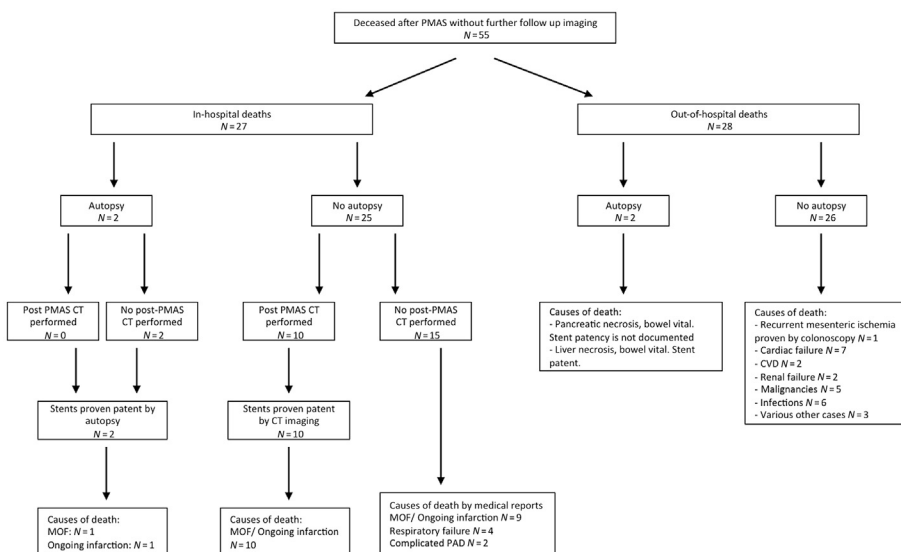 Deceased after PMAS without further follow up imaging
N = 55
In-hospital deaths
N = 27
Out-of-hospital deaths
N = 28
Autopsy
N = 2
No autopsy
N = 25
Autopsy
N = 2
No autopsy
N = 26
Post PMAS CT
performed
N = 0
No post-PMAS
CT performed
N = 2
Post PMAS CT
performed
N = 10
No post-PMAS
CT performed
N = 15
Causes of death:
- Pancreatic necrosis, bowel vital.
Stent patency is not documented
- Liver necrosis, bowel vital. Stent
patent.
Causes of death:
- Recurrent mesenteric ischemia
proven by colonoscopy N = 1
- Cardiac failure N = 7
- CVD N = 2
- Renal failure N = 2
- Malignancies N = 5
- Infections N = 6
- Various other cases N = 3
Stents proven patent by
autopsy
N = 2
Stents proven patent
by CT imaging
N = 10
Causes of death:
MOF: N = 1
Ongoing infarction: N = 1
Causes of death:
MOF/ Ongoing infarction
N = 10
Causes of death by medical reports
MOF/ Ongoing infarction N = 9
Respiratory failure N = 4
Complicated PAD N = 2